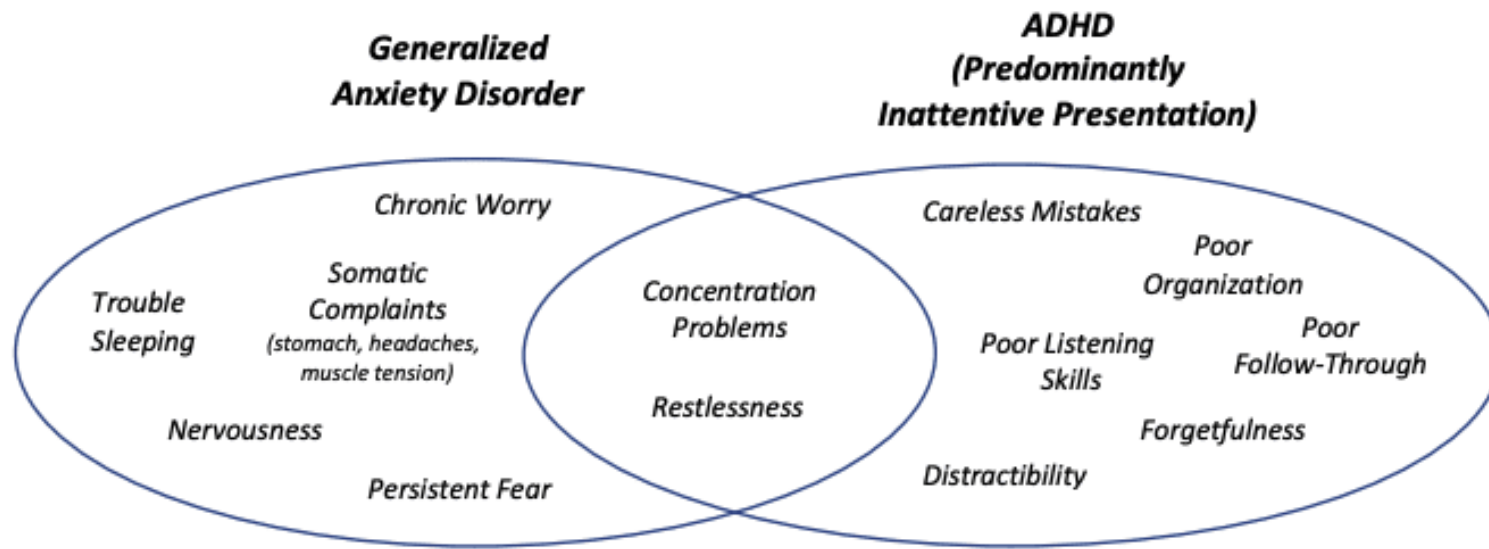 Generalized
Anxiety Disorder
ADHD
(Predominantly
Inattentive Presentation)
Chronic Worry
Trouble
Sleeping
Somatic
Complaints
(stomach, headaches,
muscle tension)
Nervousness
Persistent Fear
Concentration
Problems
Restlessness
Careless Mistakes
Poor
Organization
Poor Listening
Skills
Poor
Follow-Through
Forgetfulness
Distractibility